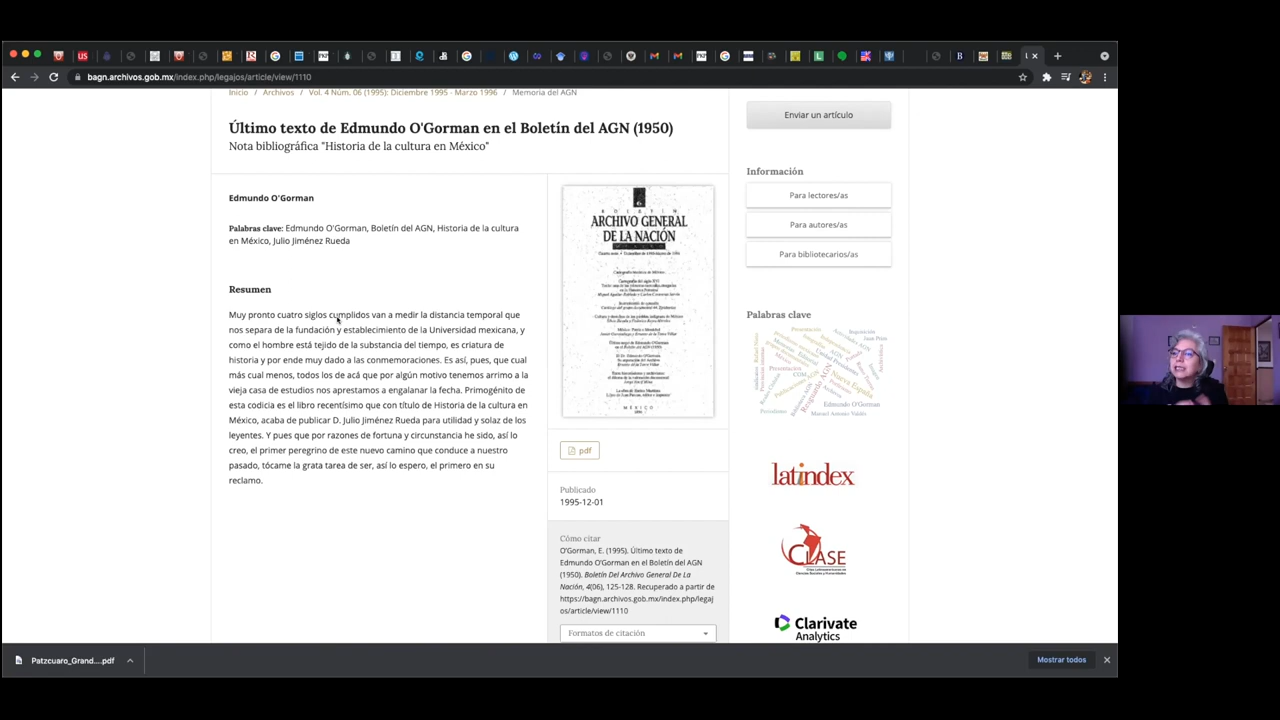 bagn.archivos.gob.mx/index.php/legajos/article/view/1110
Inicio / Archivos / Vol. 4 Núm. 06 (1995): Diciembre 1995 - Marzo 1996 / Memoria del AGN
Último texto de Edmundo O'Gorman en el Boletín del AGN (1950)
Nota bibliográfica "Historia de la cultura en México"
Edmundo O'Gorman
Palabras clave: Edmundo O'Gorman, Boletín del AGN, Historia de la cultura
en México, Julio Jiménez Rueda
Resumen
Muy pronto cuatro siglos cumplidos van a medir la distancia temporal que
nos separa de la fundación y establecimiento de la Universidad mexicana, y
como el hombre está tejido de la substancia del tiempo, es criatura de
historia y por ende muy dado a las conmemoraciones. Es así, pues, que cual
más cual menos, todos los de acá que por algún motivo tenemos arrimo a la
vieja casa de estudios nos aprestamos a engalanar la fecha. Primogénito de
esta codicia es el libro recentísimo que con título de Historia de la cultura en
México, acaba de publicar D. Julio Jiménez Rueda para utilidad y solaz de los
leyentes. Y pues que por razones de fortuna y circunstancia he sido, así lo
creo, el primer peregrino de este nuevo camino que conduce a nuestro
pasado, tócame la grata tarea de ser, así lo espero, el primero en su
reclamo.
6
BOLETÍN
ARCHIVO GENERAL
DE LA NACIÓN
MÉXICO
pdf
Publicado
1995-12-01
Cómo citar
O'Gorman, E. (1995). Último texto de
Edmundo O'Gorman en el Boletín del AGN
(1950). Boletín Del Archivo General De La
Nación, 4(06), 125-128. Recuperado a partir de
https://bagn.archivos.gob.mx/index.php/legaj
os/article/view/1110
Formatos de citación
Enviar un artículo
Información
Para lectores/as
Para autores/as
Para bibliotecarios/as
Palabras clave
Presentación
Nueva España
Edmundo O'Gorman
Manuel Antonio Valdés
latindex
CLASE
Clarivate
Analytics
Patzcuaro_Grand....pdf
Mostrar todos